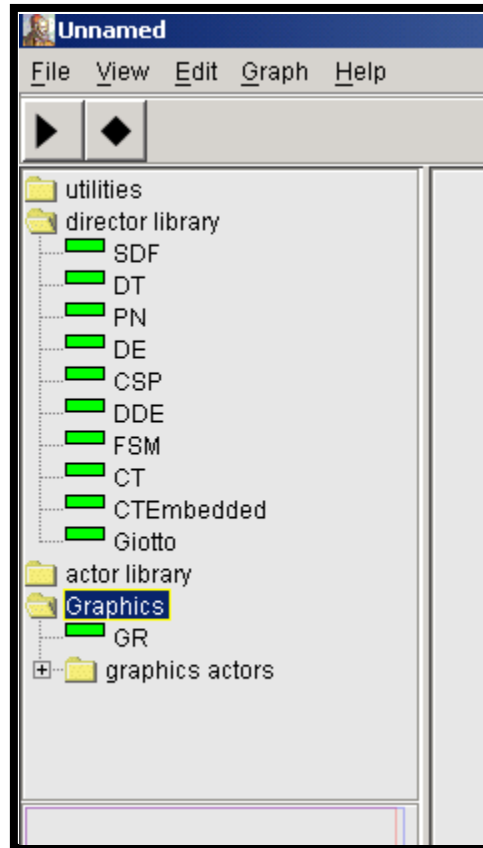 Unnamed
File View Edit Graph Help
utilities
director library
SDF
DT
PN
DE
CSP
DDE
FSM
CT
CTEmbedded
Giotto
actor library
Graphics
GR
graphics actors